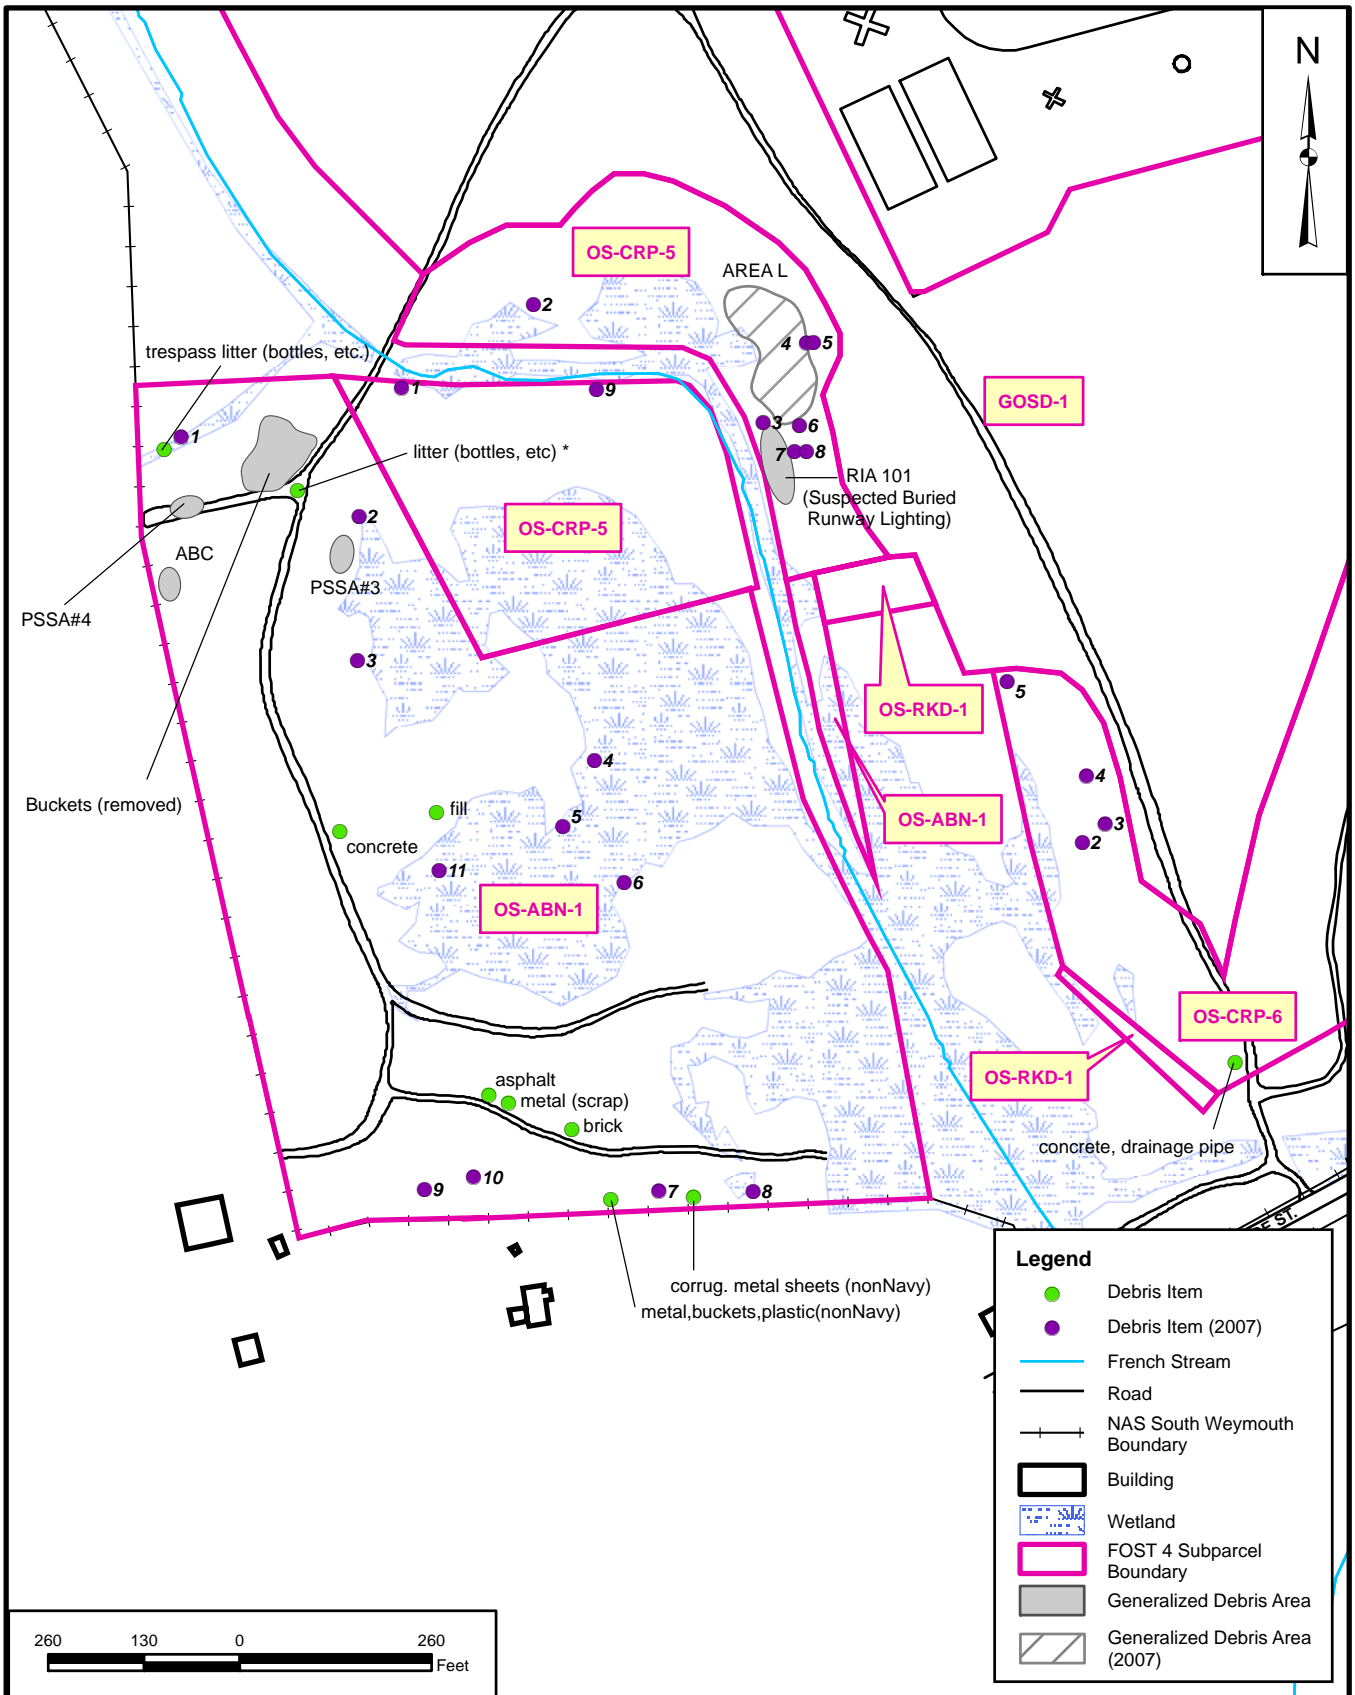 N
OS-CRP-5
AREA L
2
4
5
trespass litter (bottles, etc.)
1
9
GOSD-1
3
6
1
litter (bottles, etc) *
7
8
RIA 101
(Suspected Buried
Runway Lighting)
2
OS-CRP-5
ABC
PSSA#3
PSSA#4
3
5
OS-RKD-1
4
4
Buckets (removed)
fill
5
OS-ABN-1
3
concrete
2
11
6
OS-ABN-1
OS-CRP-6
OS-RKD-1
asphalt
metal (scrap)
brick
concrete, drainage pipe
10
9
7
8
E ST.
corrug. metal sheets (nonNavy)
metal,buckets,plastic(nonNavy)
Legend
Debris Item
Debris Item (2007)
French Stream
Road
NAS South Weymouth
Boundary
Building
Wetland
FOST 4 Subparcel
Boundary
Generalized Debris Area
Generalized Debris Area
(2007)
260 130 0 260
Feet